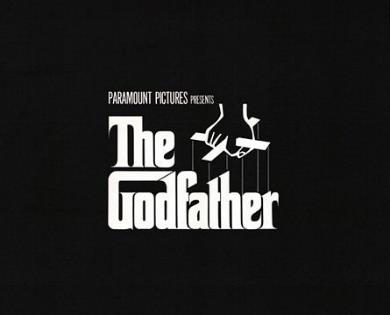 PARAMOUNT PICTURES PRESENTS
The
Godfather